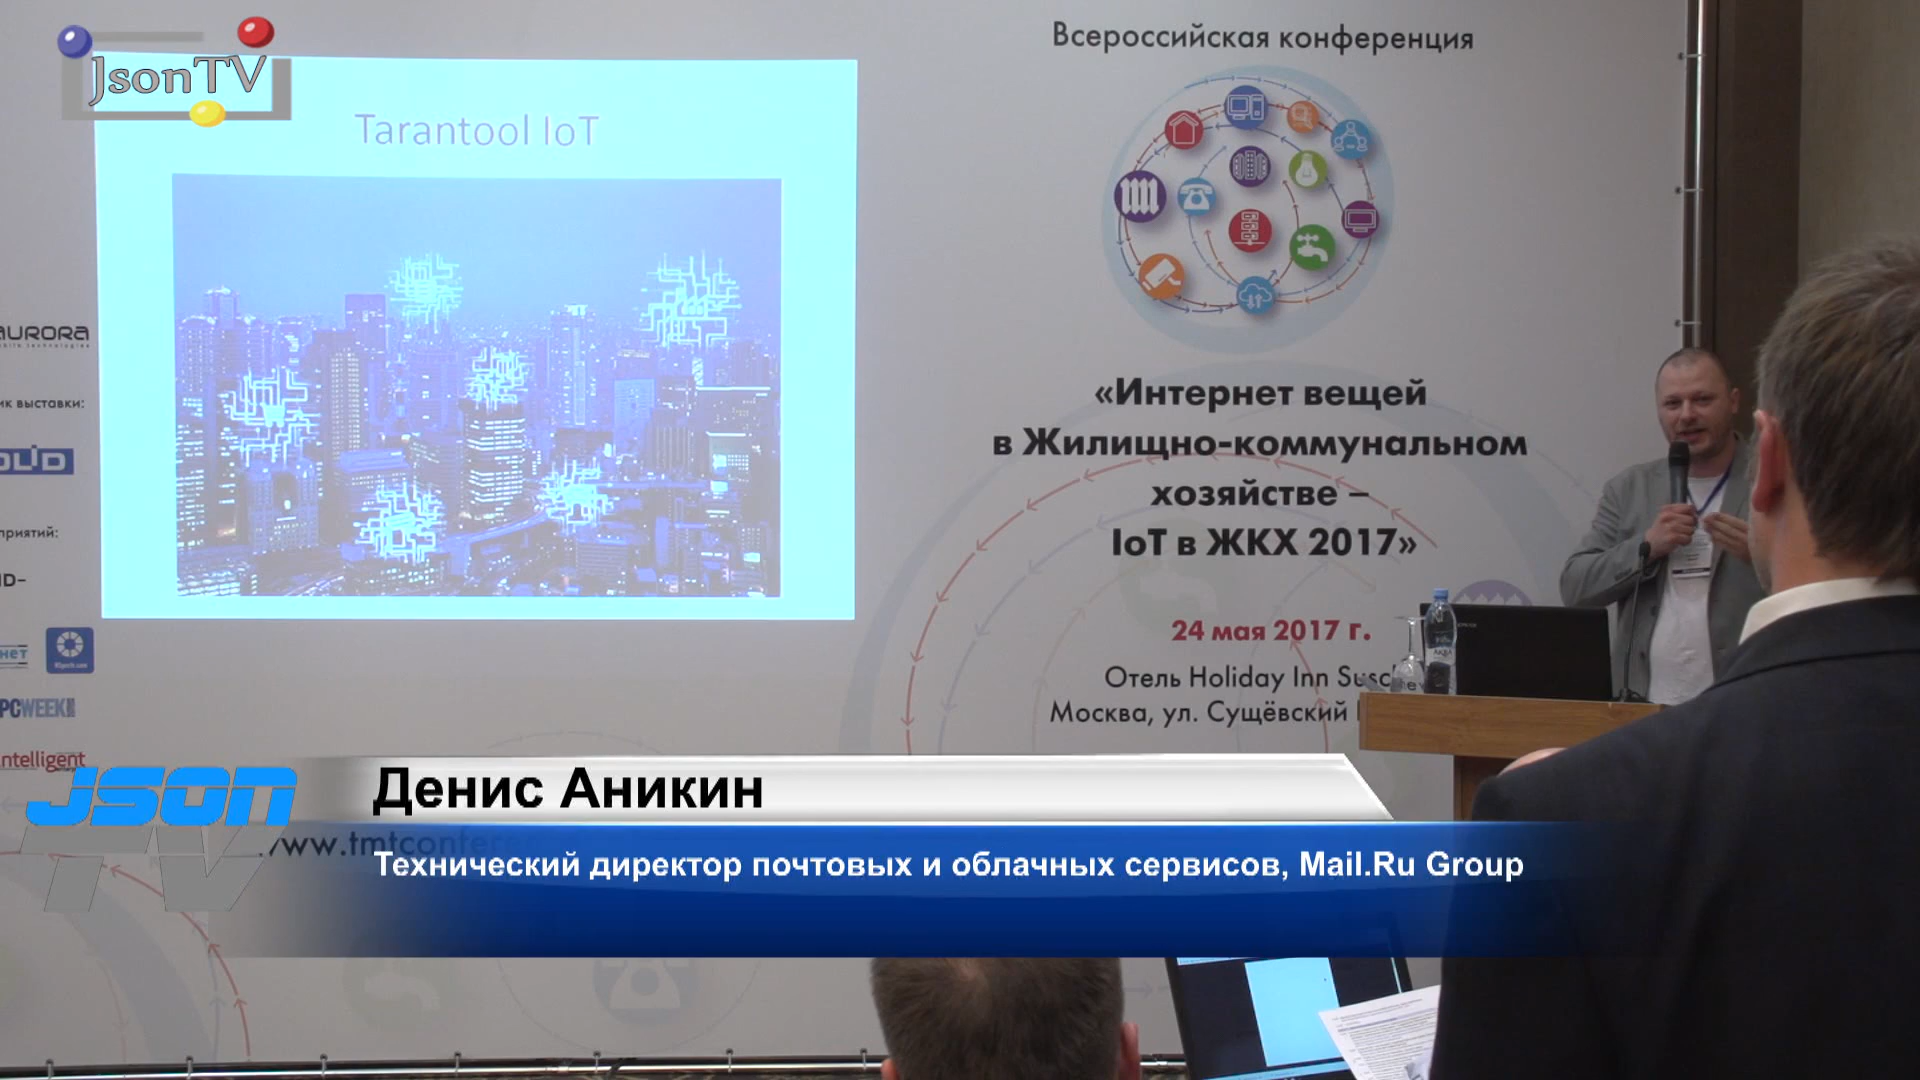 JsonTV
Tarantool IoT
Всероссийская конференция
«Интернет вещей
в Жилищно-коммунальном
хозяйстве –
IoT в ЖКХ 2017»
24 мая 2017 г.
Отель Holiday Inn
Москва, ул. Сущёвский
AURORA
выставки:
PCWEEK
JSON
TV
Денис Аникин
Технический директор почтовых и облачных сервисов, Mail.Ru Group